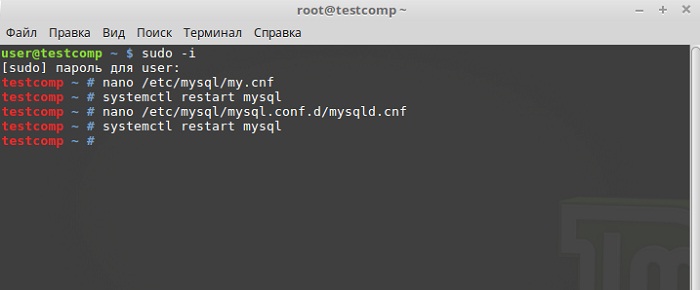 root@testcomp ~
Файл Правка Вид Поиск Терминал Справка
user@testcomp ~ $ sudo -i
[sudo] пароль для user:
testcomp ~ # nano /etc/mysql/my.cnf
testcomp ~ # systemctl restart mysql
testcomp ~ # nano /etc/mysql/mysql.conf.d/mysqld.cnf
testcomp ~ # systemctl restart mysql
testcomp ~ #